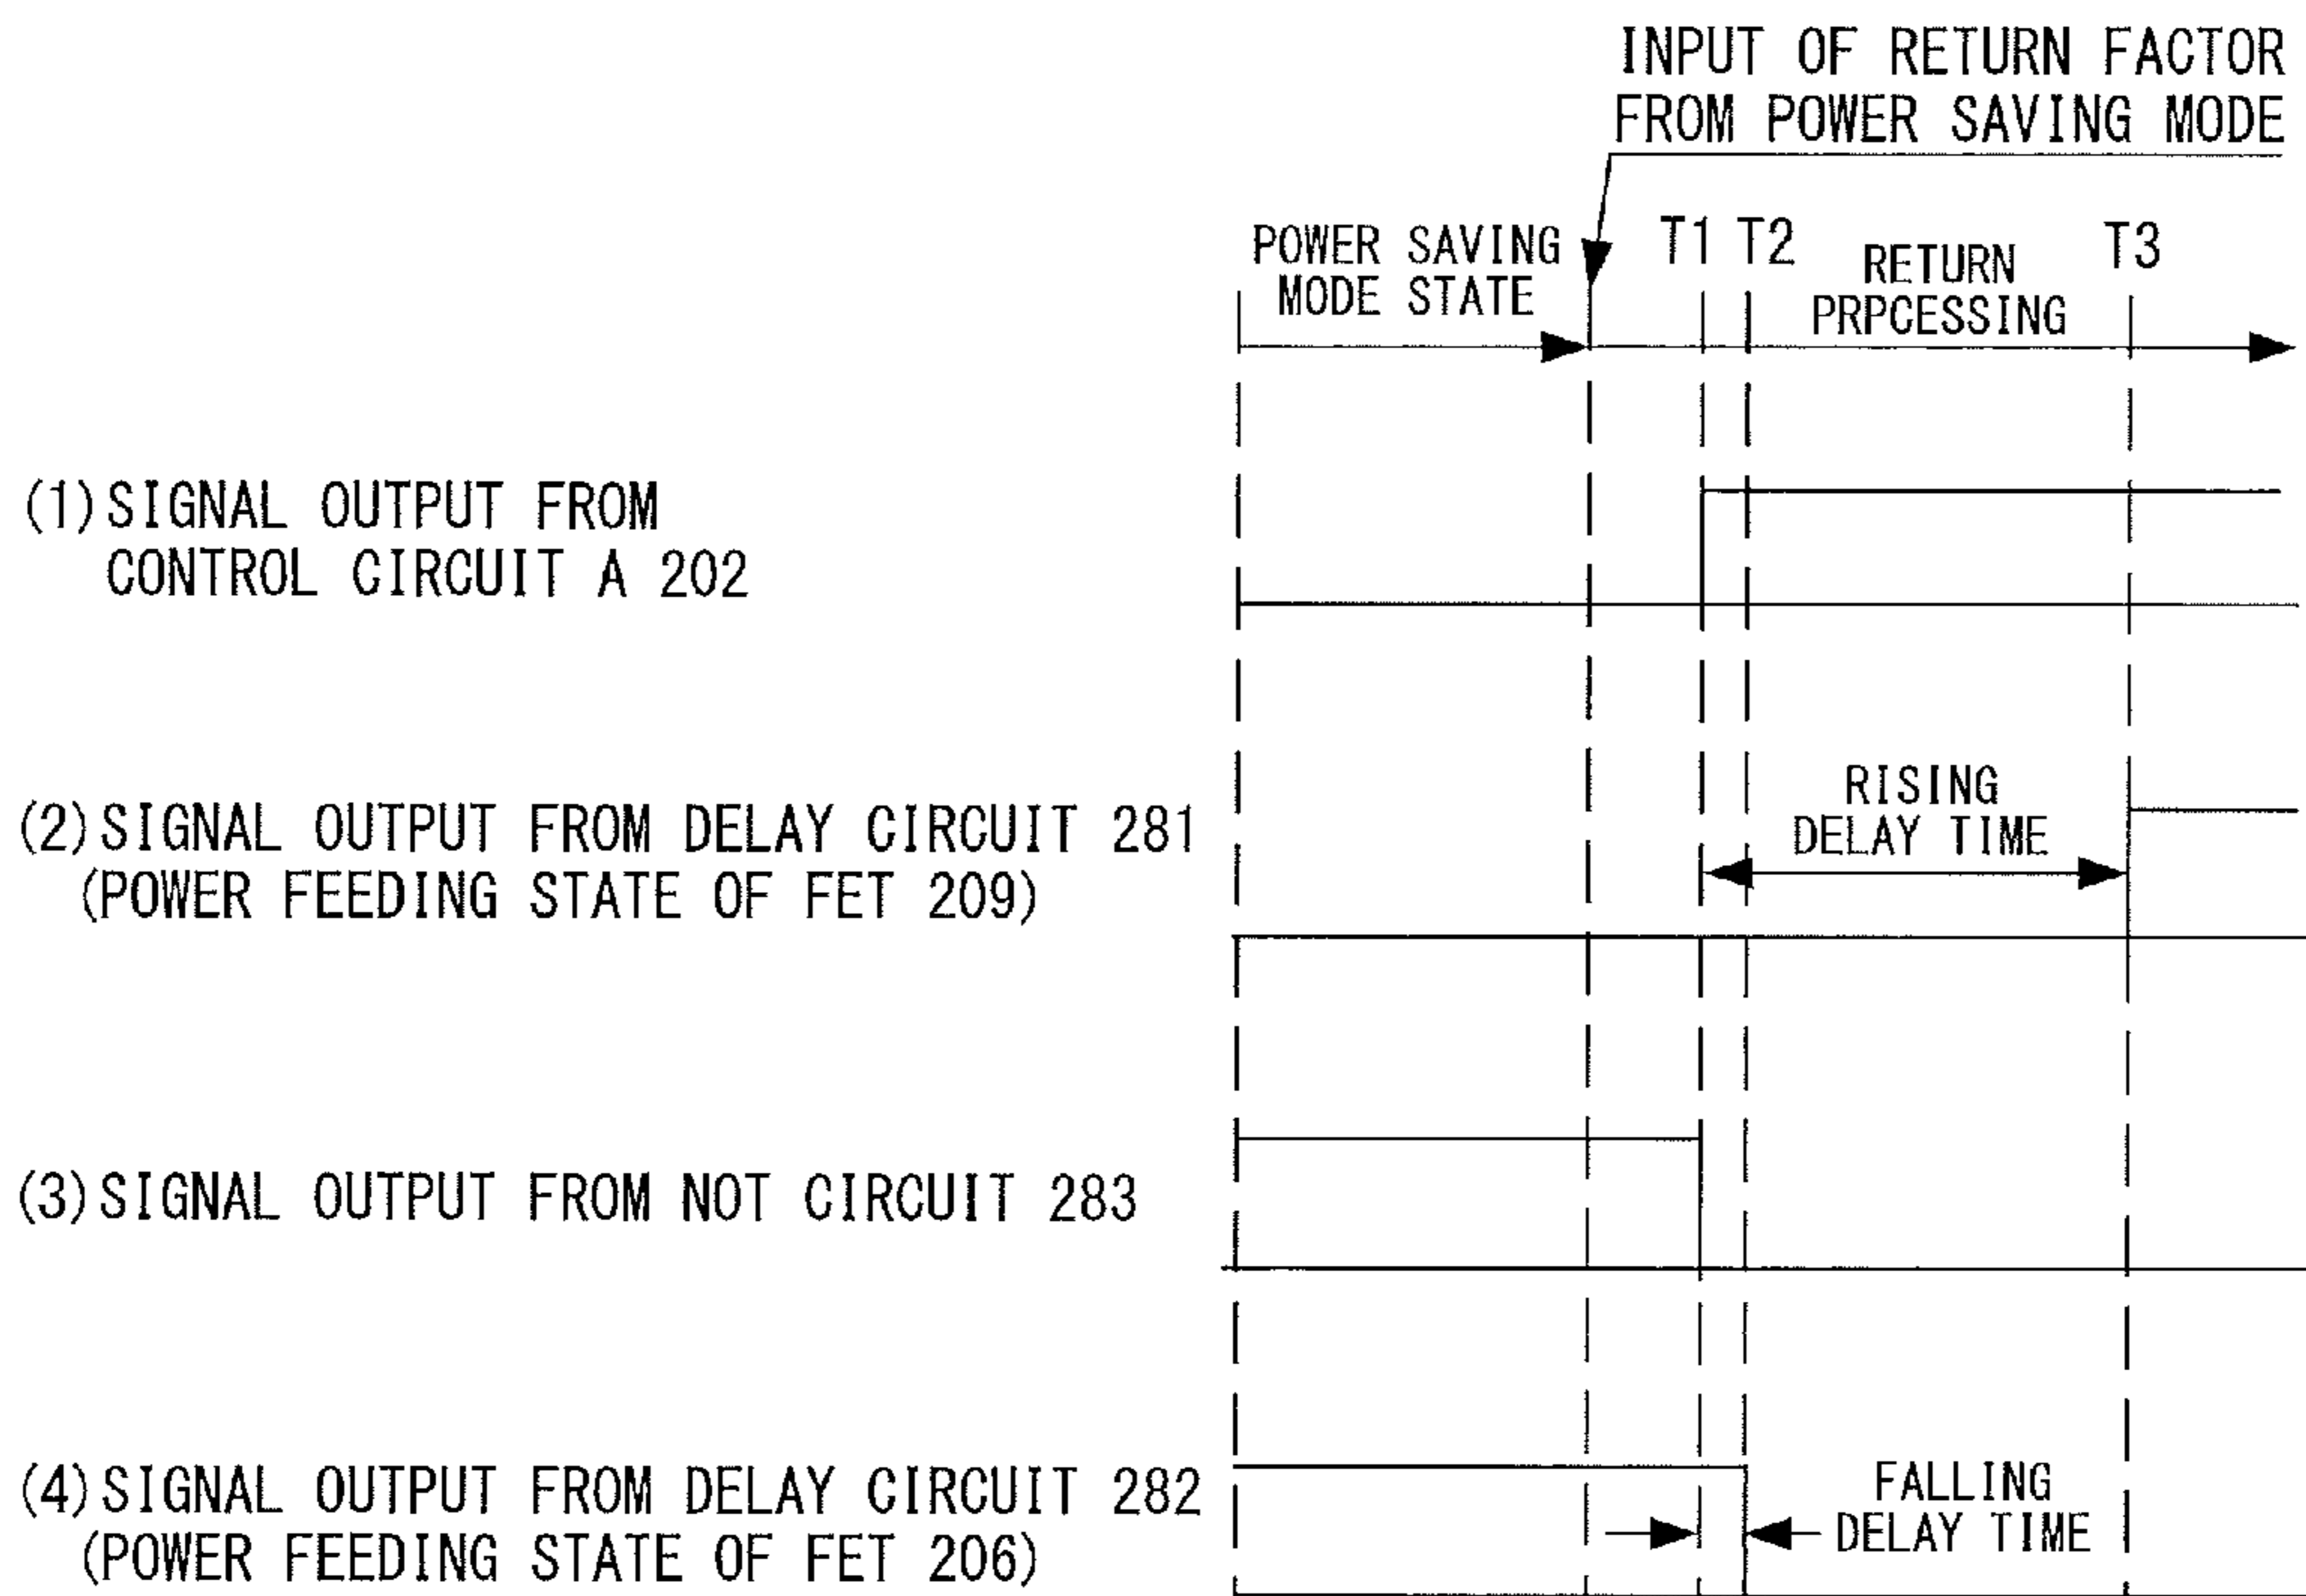 INPUT OF RETURN FACTOR
FROM POWER SAVING MODE
POWER SAVING
MODE STATE
T1 T2
RETURN
PRPCESSING
T3
(1) SIGNAL OUTPUT FROM
CONTROL CIRCUIT A 202
(2) SIGNAL OUTPUT FROM DELAY CIRCUIT 281
(POWER FEEDING STATE OF FET 209)
RISING
DELAY TIME
(3) SIGNAL OUTPUT FROM NOT CIRCUIT 283
(4) SIGNAL OUTPUT FROM DELAY CIRCUIT 282
(POWER FEEDING STATE OF FET 206)
FALLING
DELAY TIME